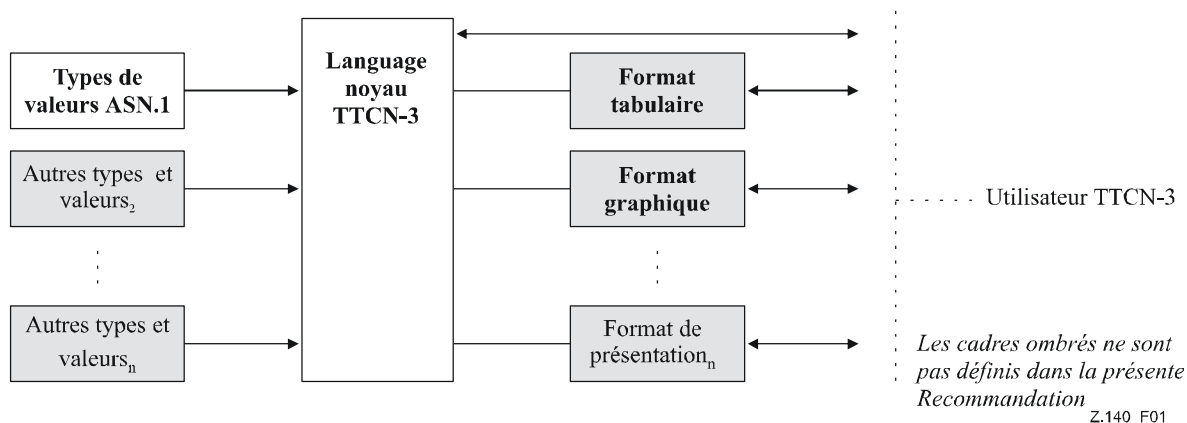 Types de
valeurs ASN.1
Autres types et
valeurs₂
Autres types et
valeursₙ
Language
noyau
TTCN-3
Format
tabulaire
Format
graphique
Format de
présentationₙ
Utilisateur TTCN-3
Les cadres ombrés ne sont
pas définis dans la présente
Recommandation
Z.140_F01